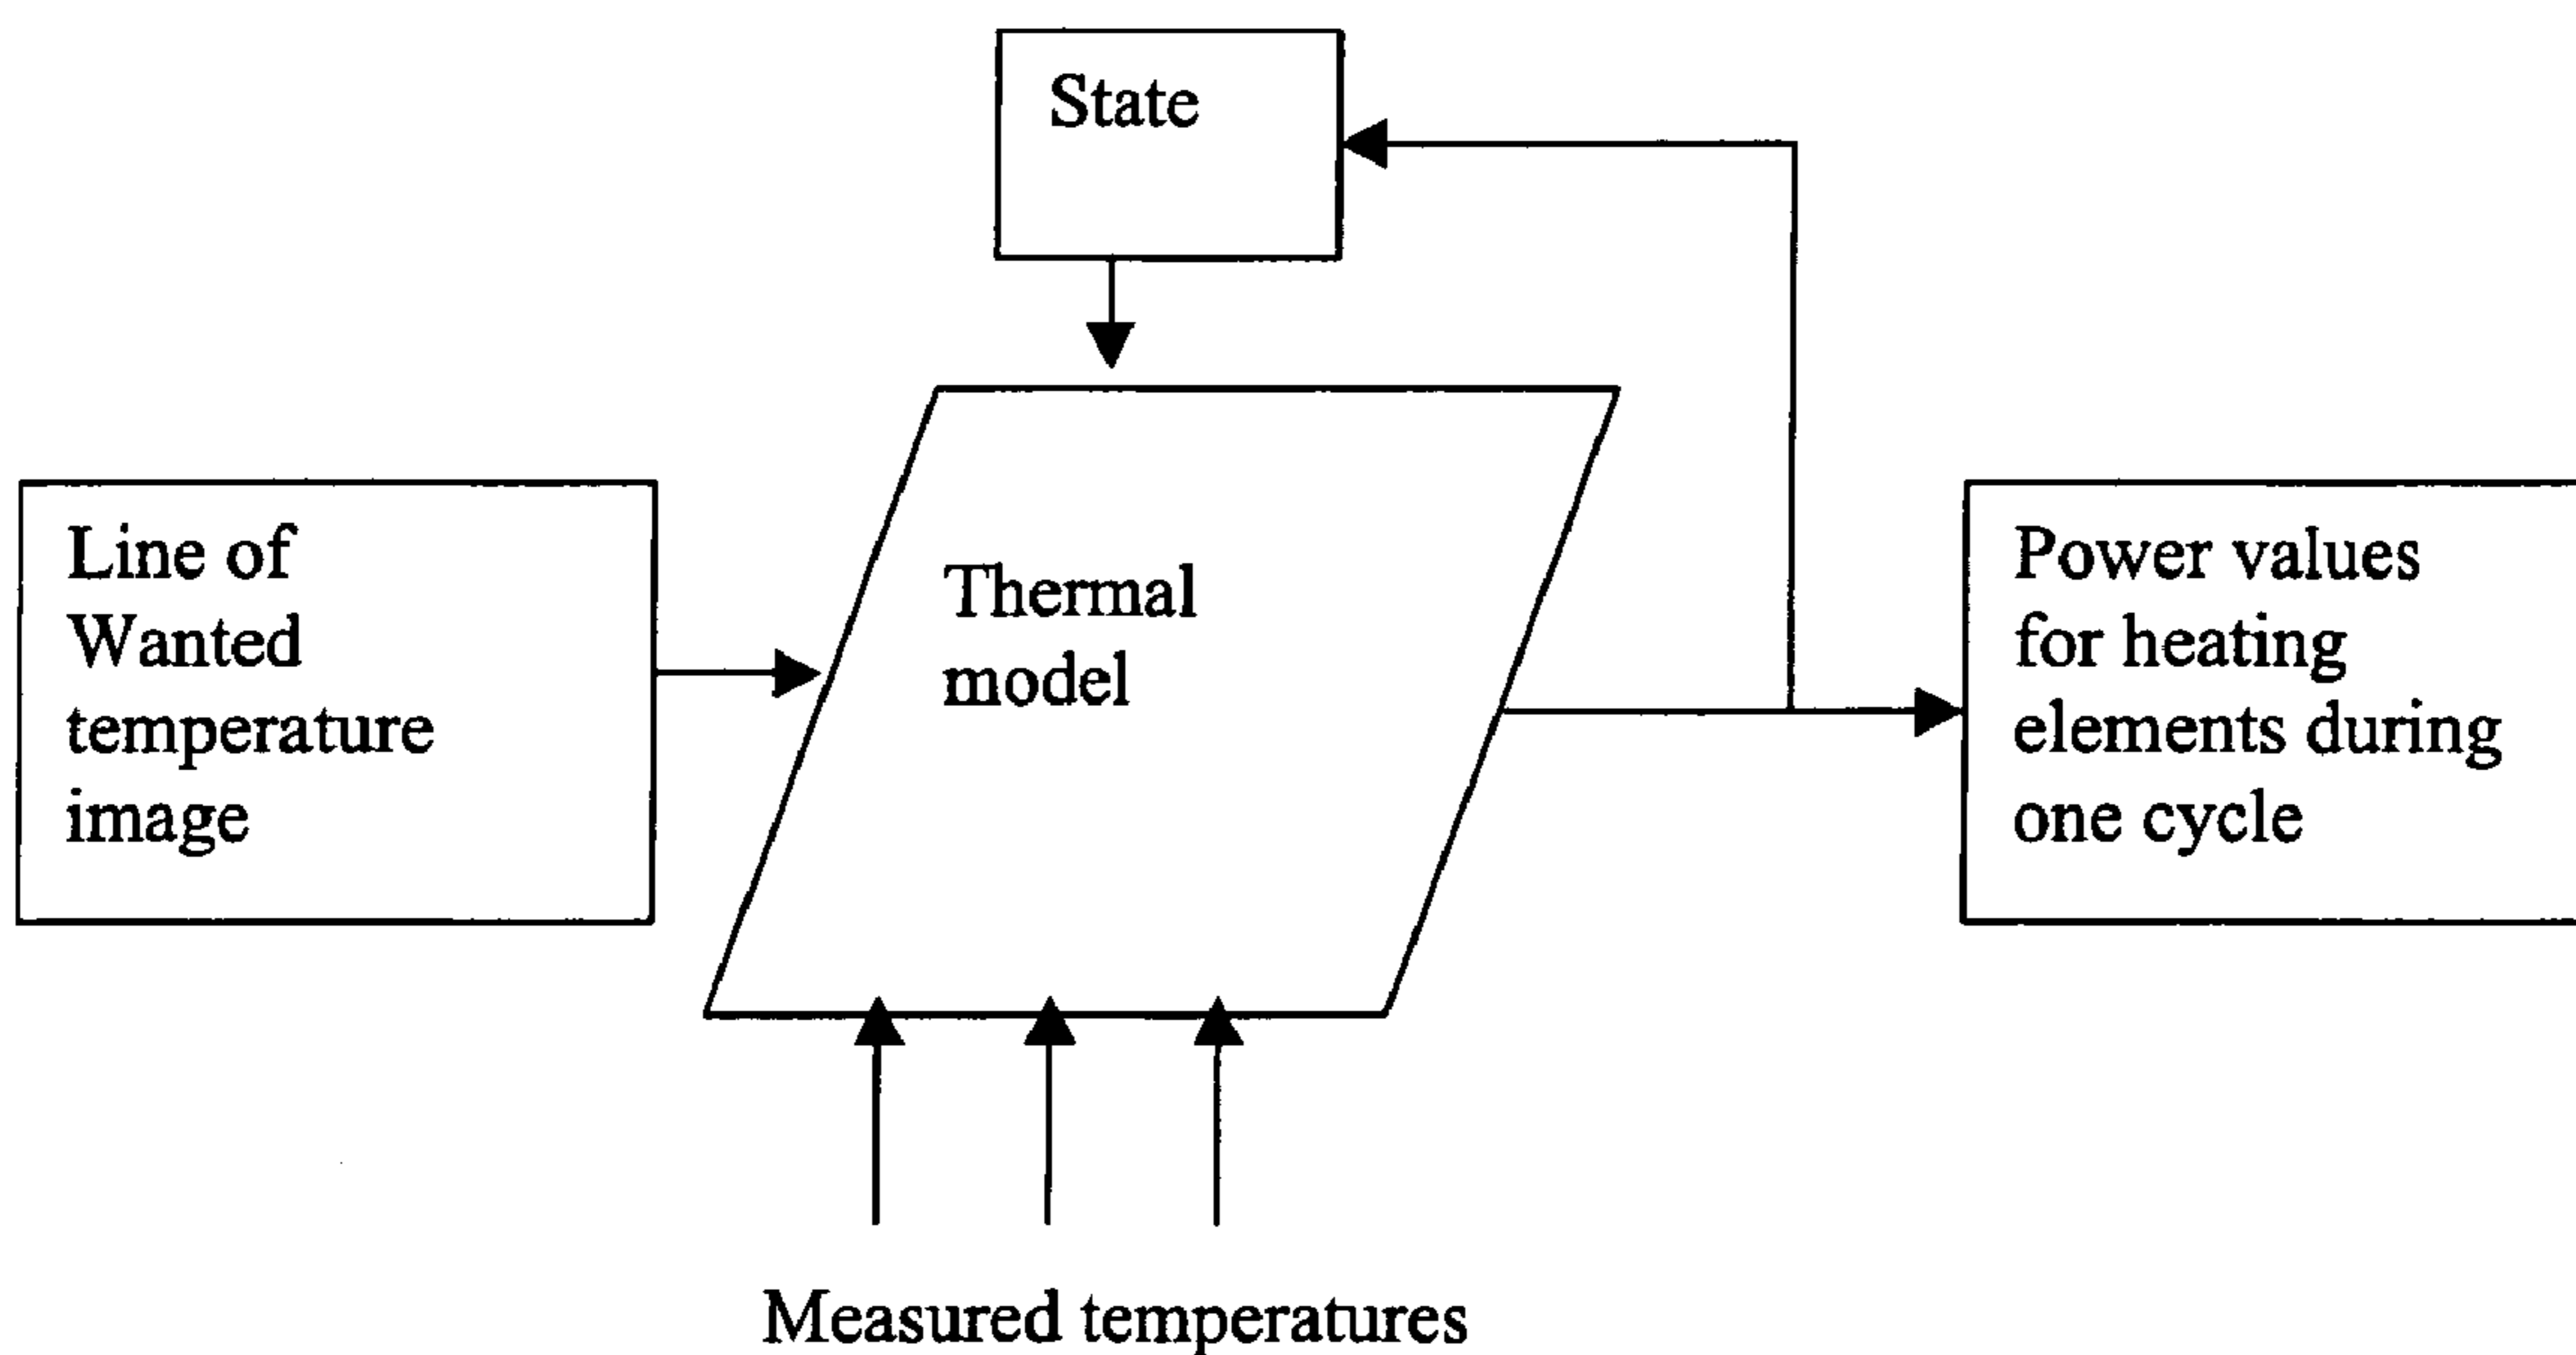 State
Line of
Wanted
temperature
image
Thermal
model
Power values
for heating
elements during
one cycle
Measured temperatures